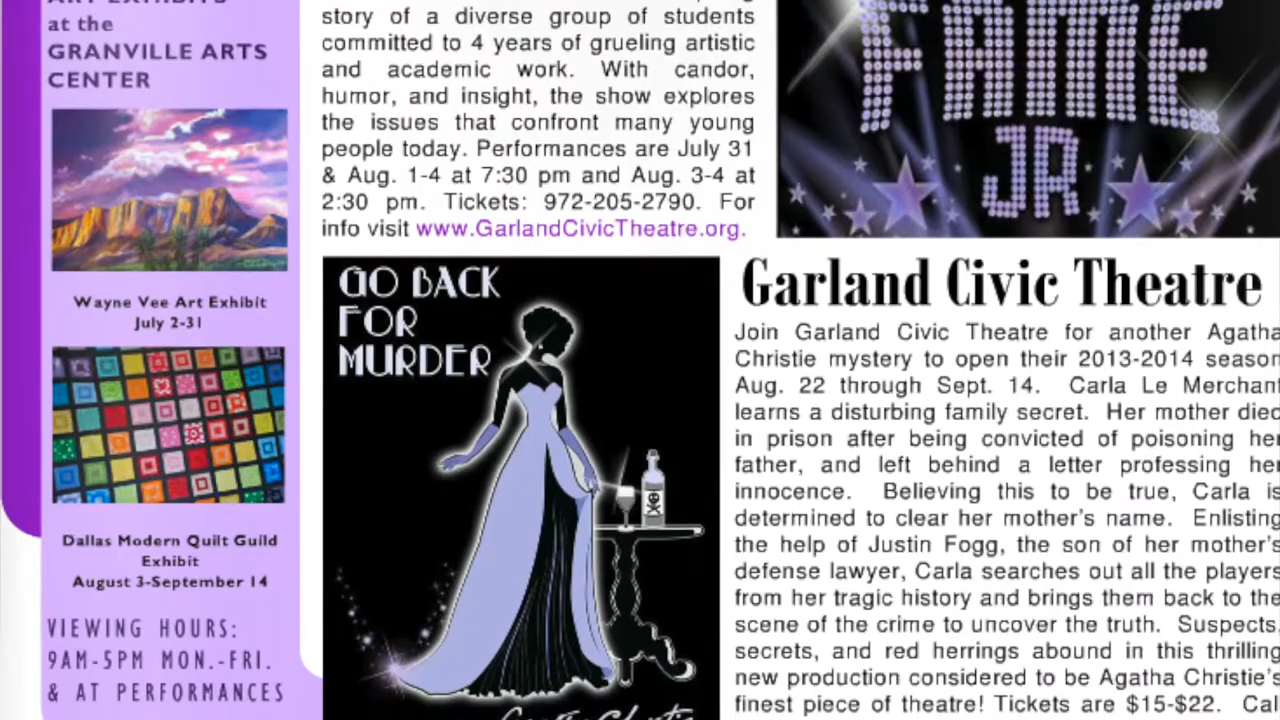 ART EXHIBITS
at the
GRANVILLE ARTS
CENTER
Wayne Vee Art Exhibit
July 2-31
Dallas Modern Quilt Guild
Exhibit
August 3-September 14
VIEWING HOURS:
9AM-5PM MON.-FRI.
& AT PERFORMANCES
story of a diverse group of students
committed to 4 years of grueling artistic
and academic work. With candor,
humor, and insight, the show explores
the issues that confront many young
people today. Performances are July 31
& Aug. 1-4 at 7:30 pm and Aug. 3-4 at
2:30 pm. Tickets: 972-205-2790. For
info visit www.GarlandCivicTheatre.org.
FAME
JR
GO BACK
FOR
MURDER
Agatha Christie
Garland Civic Theatre
Join Garland Civic Theatre for another Agatha
Christie mystery to open their 2013-2014 season
Aug. 22 through Sept. 14. Carla Le Merchant
learns a disturbing family secret. Her mother died
in prison after being convicted of poisoning her
father, and left behind a letter professing her
innocence. Believing this to be true, Carla is
determined to clear her mother's name. Enlisting
the help of Justin Fogg, the son of her mother's
defense lawyer, Carla searches out all the players
from her tragic history and brings them back to the
scene of the crime to uncover the truth. Suspects,
secrets, and red herrings abound in this thrilling
new production considered to be Agatha Christie's
finest piece of theatre! Tickets are $15-$22. Cal